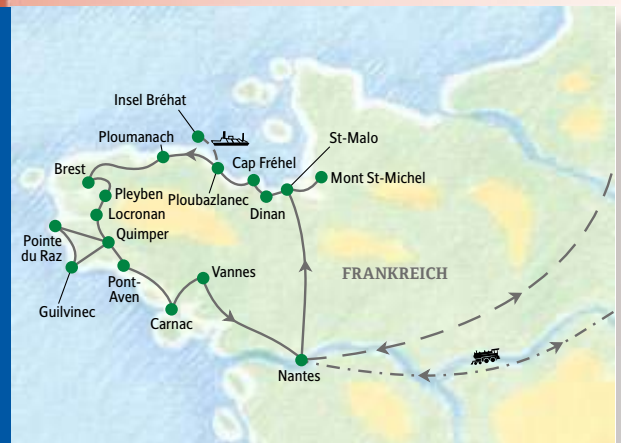 Insel Bréhat
Ploumanach
St-Malo
Brest
Cap Fréhel
Mont St-Michel
Pleyben
Ploubazlanec
Dinan
Locronan
Pointe
du Raz
Quimper
Vannes
FRANKREICH
Pont-
Aven
Guilvinec
Carnac
Nantes